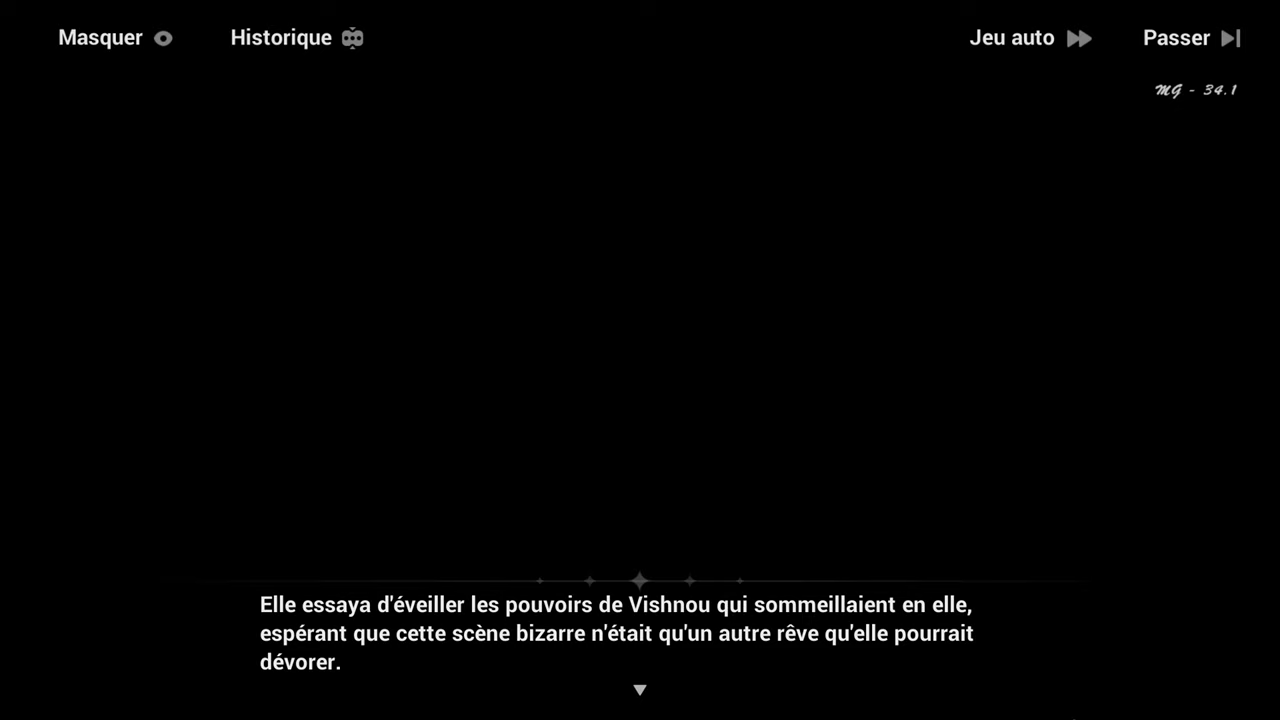 Masquer
Historique
Jeu auto
Passer
MG - 34.1
Elle essaya d'éveiller les pouvoirs de Vishnou qui sommeillaient en elle,
espérant que cette scène bizarre n'était qu'un autre rêve qu'elle pourrait
dévorer.